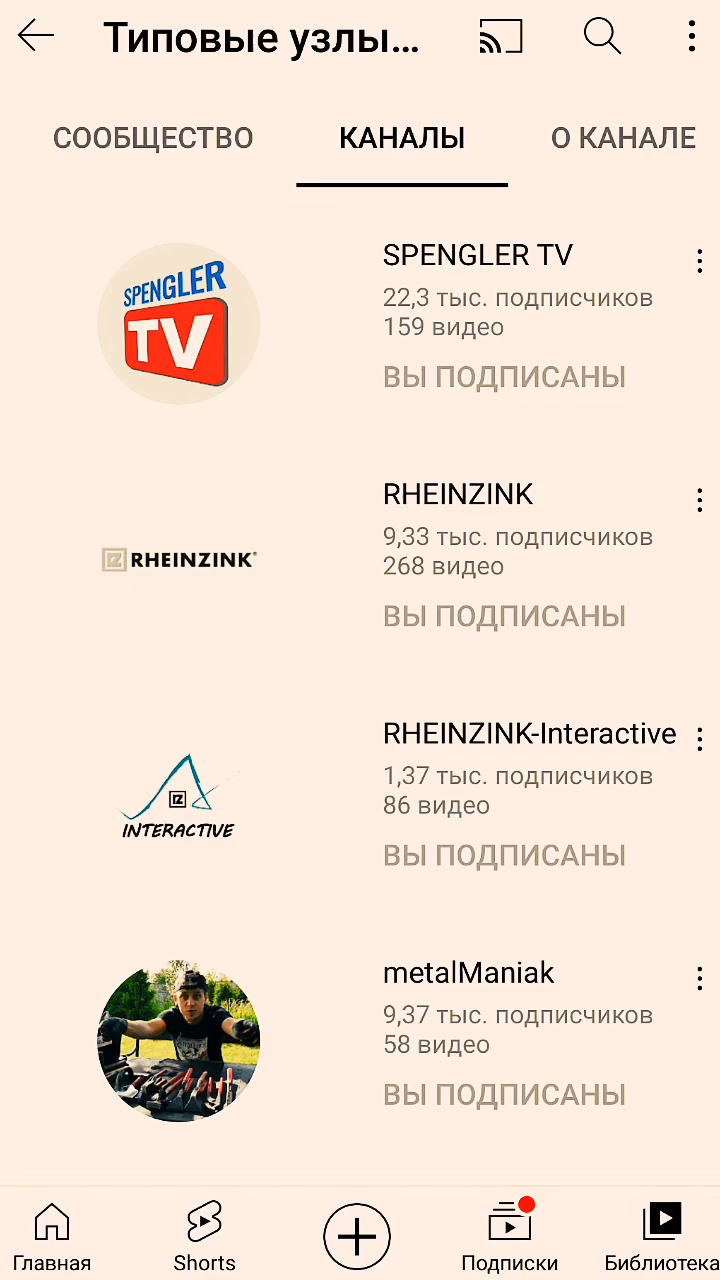 Типовые узлы...
СООБЩЕСТВО
КАНАЛЫ
О КАНАЛЕ
SPENGLER
TV
SPENGLER TV
22,3 тыс. подписчиков
159 видео
ВЫ ПОДПИСАНЫ
RHEINZINK®
RHEINZINK
9,33 тыс. подписчиков
268 видео
ВЫ ПОДПИСАНЫ
INTERACTIVE
RHEINZINK-Interactive
1,37 тыс. подписчиков
86 видео
ВЫ ПОДПИСАНЫ
metalManiak
9,37 тыс. подписчиков
58 видео
ВЫ ПОДПИСАНЫ
Главная
Shorts
Подписки
Библиотека